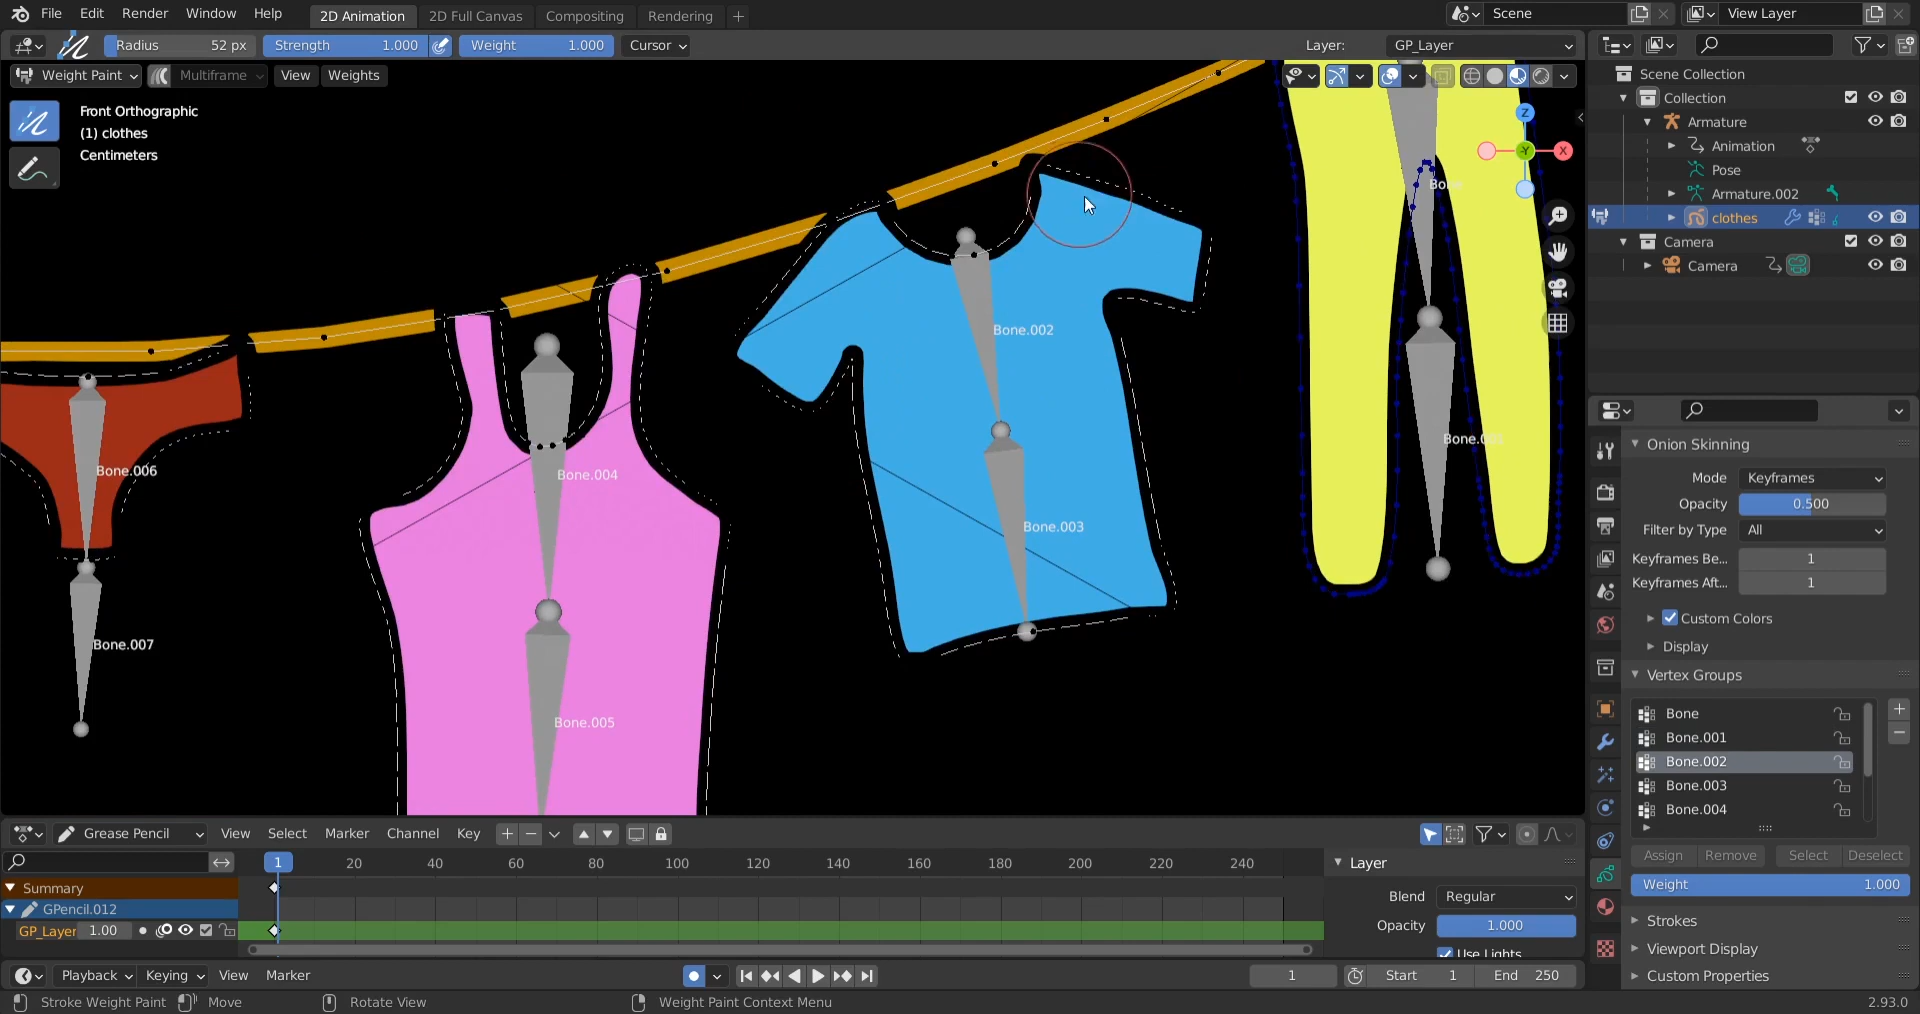 File Edit Render Window Help 2D Animation 2D Full Canvas Compositing Rendering + Scene View Layer
Radius 52 px Strength 1.000 Weight 1.000 Cursor Layer: GP_Layer
Weight Paint Multiframe View Weights
Front Orthographic
(1) clothes
Centimeters
Z
X
Y
Bone.002
Bone.004
Bone.006
Bone.003
Bone.007
Bone.005
Scene Collection
Collection
Armature
Animation
Pose
Armature.002
clothes
Camera
Camera
Onion Skinning
Mode Keyframes
Opacity 0.500
Filter by Type All
Keyframes Be... 1
Keyframes Aft... 1
Custom Colors
Display
Vertex Groups
Bone
Bone.001
Bone.002
Bone.003
Bone.004
Assign Remove Select Deselect
Weight 1.000
Strokes
Viewport Display
Custom Properties
Grease Pencil View Select Marker Channel Key
1 20 40 60 80 100 120 140 160 180 200 220 240
Summary
GPencil.012
GP_Layer 1.00
Layer
Blend Regular
Opacity 1.000
Use Lights
Playback Keying View Marker 1 Start 1 End 250
Stroke Weight Paint Move Rotate View Weight Paint Context Menu 2.93.0